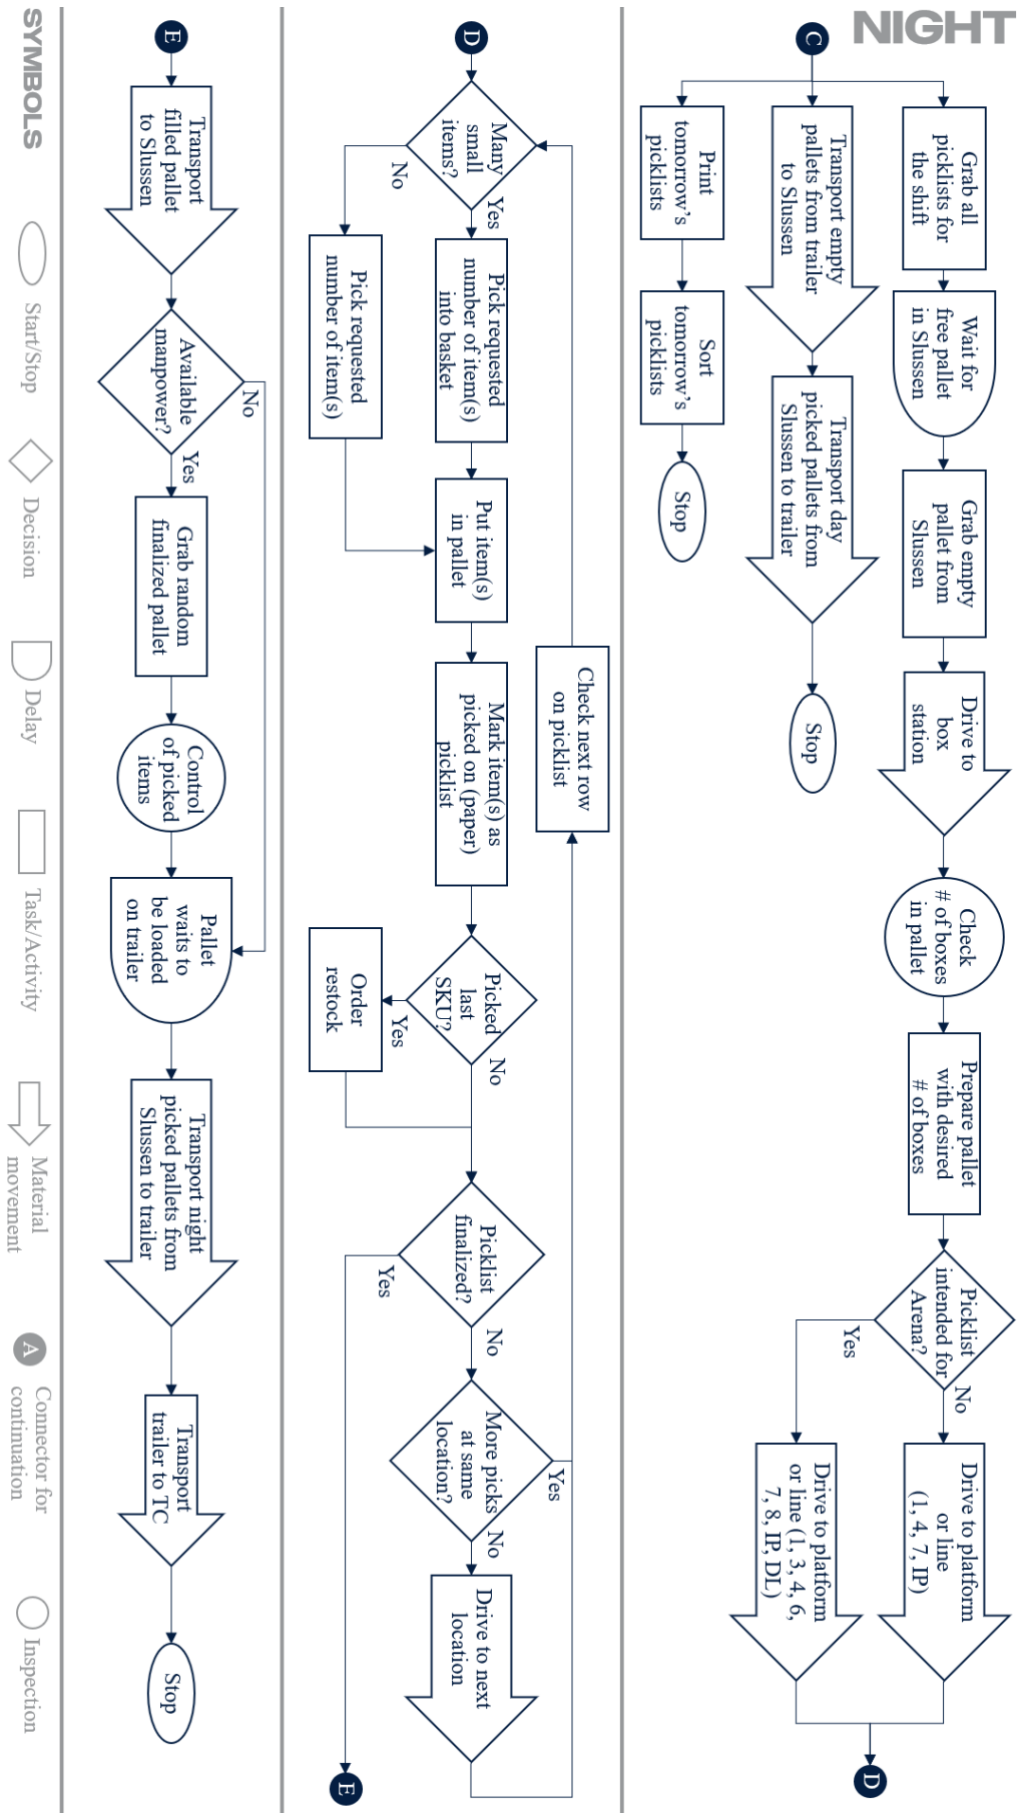 NIGHT
C
Grab all
picklists for
the shift
Wait for
free pallet
in Slussen
Grab empty
pallet from
Slussen
Drive to
box
station
Check
# of boxes
in pallet
Prepare pallet
with desired
# of boxes
Picklist
intended for
Arena?
No
Yes
Drive to platform
or line
(1, 4, 7, IP)
Drive to platform
or line (1, 3, 4, 6,
7, 8, IP, DL)
D
Transport empty
pallets from trailer
to Slussen
Transport day
picked pallets from
Slussen to trailer
Stop
Print
tomorrow's
picklists
Sort
tomorrow's
picklists
Stop
D
Many
small
items?
Yes
No
Pick requested
number of item(s)
into basket
Pick requested
number of item(s)
Put item(s)
in pallet
Mark item(s) as
picked on (paper)
picklist
Check next row
on picklist
Picked
last
SKU?
No
Yes
Order
restock
Picklist
finalized?
No
Yes
More picks
at same
location?
Yes
No
Drive to next
location
E
E
Transport
filled pallet
to Slussen
Available
manpower?
No
Yes
Grab random
finalized pallet
Control
of picked
items
Pallet
waits to
be loaded
on trailer
Transport night
picked pallets from
Slussen to trailer
Transport
trailer to TC
Stop
SYMBOLS
Start/Stop
Decision
Delay
Task/Activity
Material
movement
A
Connector for
continuation
Inspection